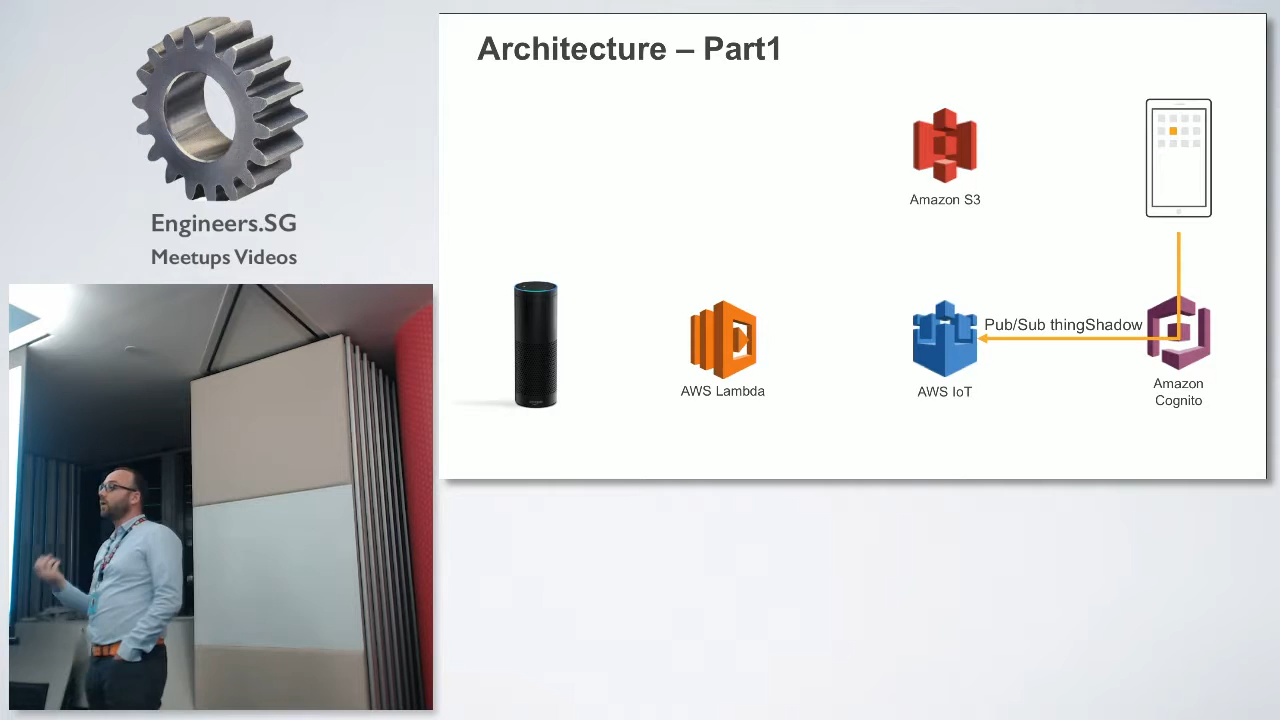 Engineers.SG
Meetups Videos
Architecture – Part1
Amazon S3
AWS Lambda
AWS IoT
Pub/Sub thingShadow
Amazon
Cognito